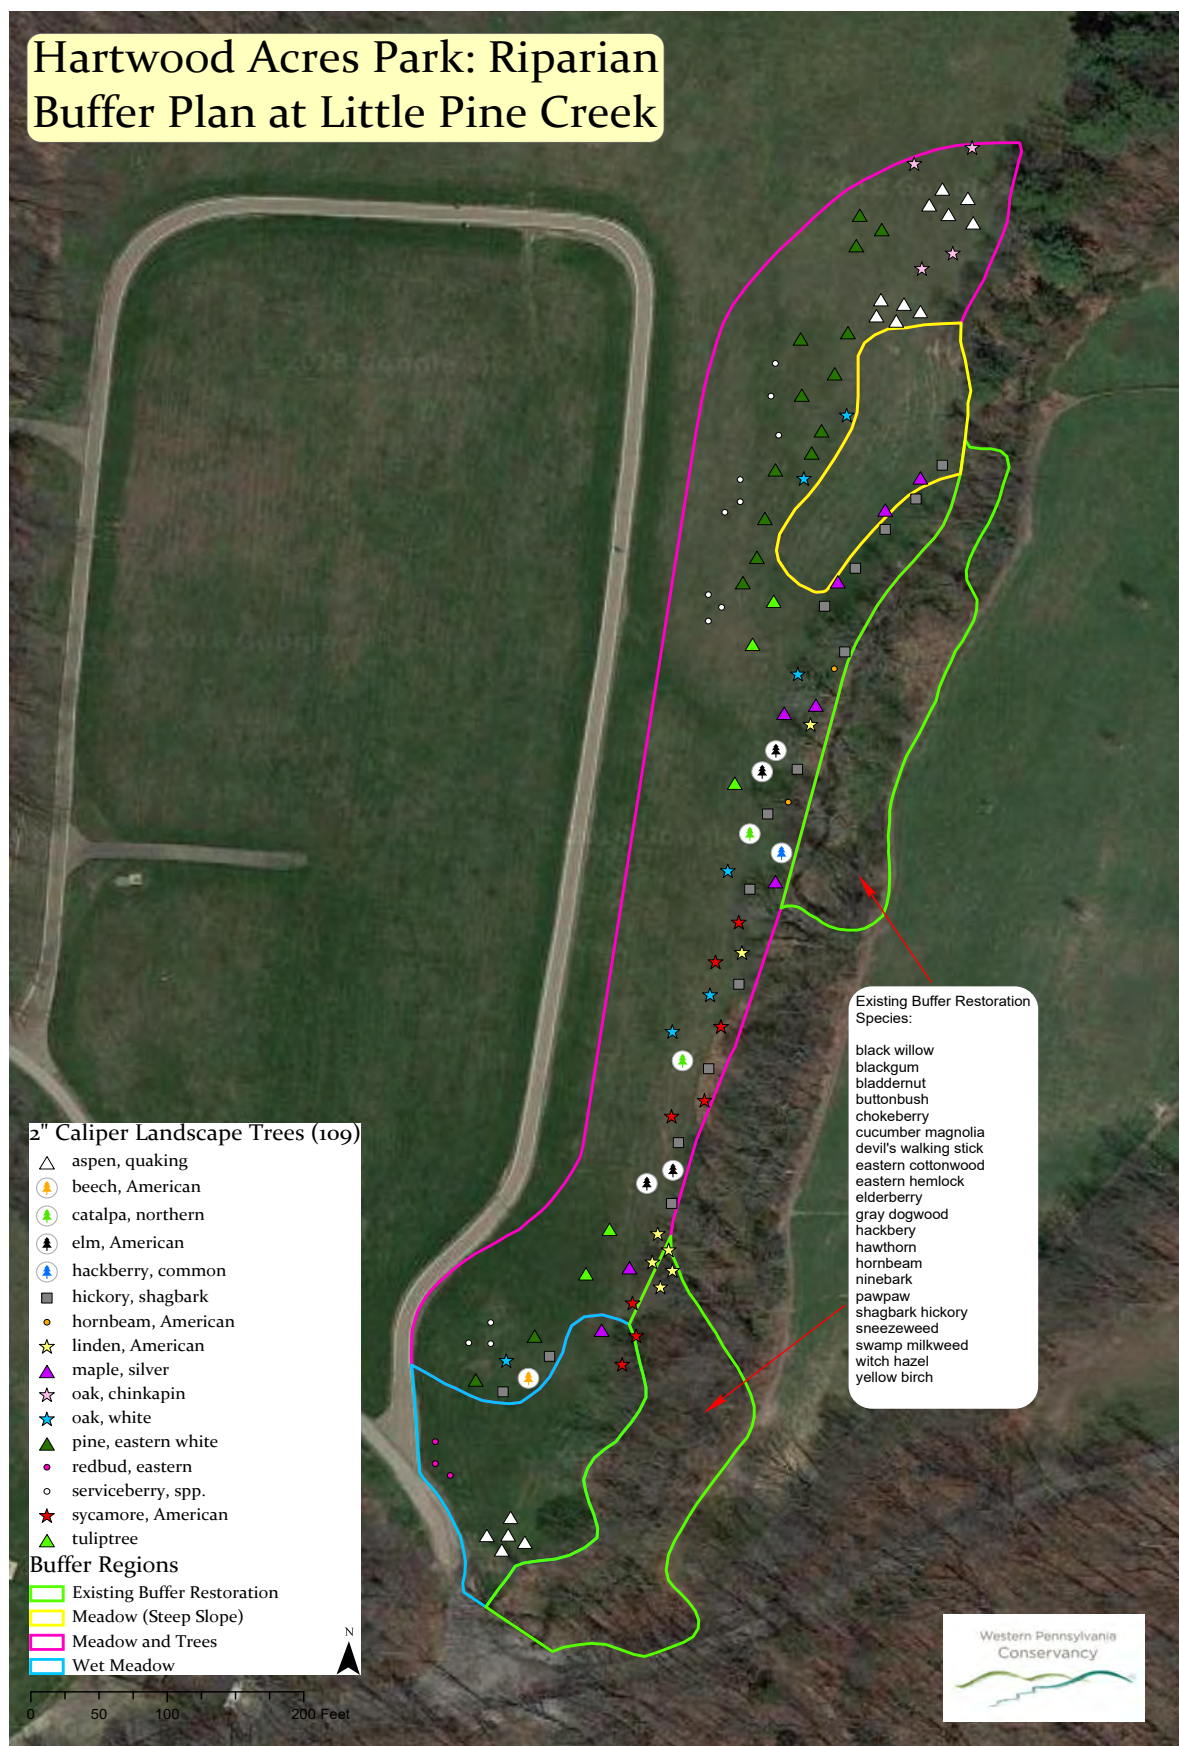 Hartwood Acres Park: Riparian
Buffer Plan at Little Pine Creek
Existing Buffer Restoration
Species:
black willow
blackgum
bladdernut
buttonbush
chokeberry
cucumber magnolia
devil's walking stick
eastern cottonwood
eastern hemlock
elderberry
gray dogwood
hackbery
hawthorn
hornbeam
ninebark
pawpaw
shagbark hickory
sneezeweed
swamp milkweed
witch hazel
yellow birch
2" Caliper Landscape Trees (109)
aspen, quaking
beech, American
catalpa, northern
elm, American
hackberry, common
hickory, shagbark
hornbeam, American
linden, American
maple, silver
oak, chinkapin
oak, white
pine, eastern white
redbud, eastern
serviceberry, spp.
sycamore, American
tuliptree
Buffer Regions
Existing Buffer Restoration
Meadow (Steep Slope)
Meadow and Trees
Wet Meadow
N
0 50 100 200 Feet
Western Pennsylvania
Conservancy